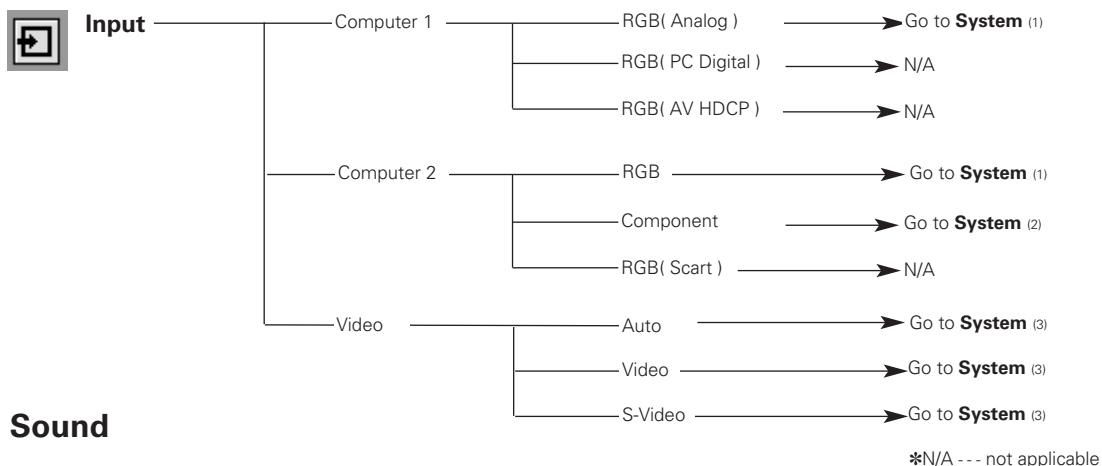 Input Computer 1 RGB( Analog ) Go to System (1)
RGB( PC Digital ) N/A
RGB( AV HDCP ) N/A
Computer 2 RGB Go to System (1)
Component Go to System (2)
RGB( Scart ) N/A
Video Auto Go to System (3)
Video Go to System (3)
S-Video Go to System (3)
Sound
✽N/A - - - not applicable